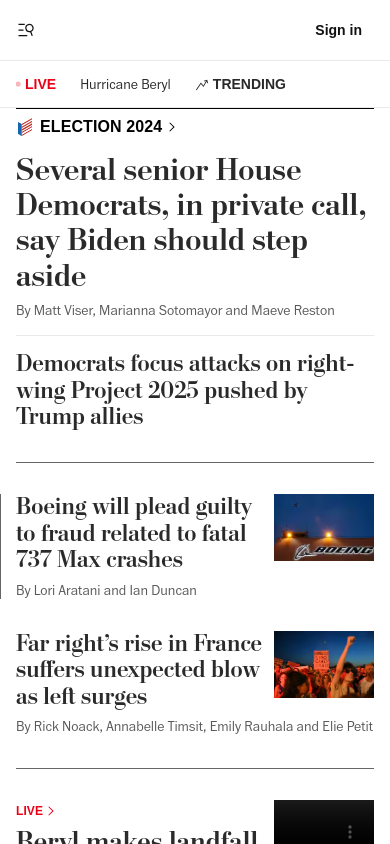 Sign in
LIVE
Hurricane Beryl
TRENDING
ELECTION 2024
Several senior House
Democrats, in private call,
say Biden should step
aside
By Matt Viser, Marianna Sotomayor and Maeve Reston
Democrats focus attacks on right-
wing Project 2025 pushed by
Trump allies
Boeing will plead guilty
to fraud related to fatal
737 Max crashes
By Lori Aratani and Ian Duncan
BOEING
Far right’s rise in France
suffers unexpected blow
as left surges
By Rick Noack, Annabelle Timsit, Emily Rauhala and Elie Petit
LIVE
Beryl makes landfall